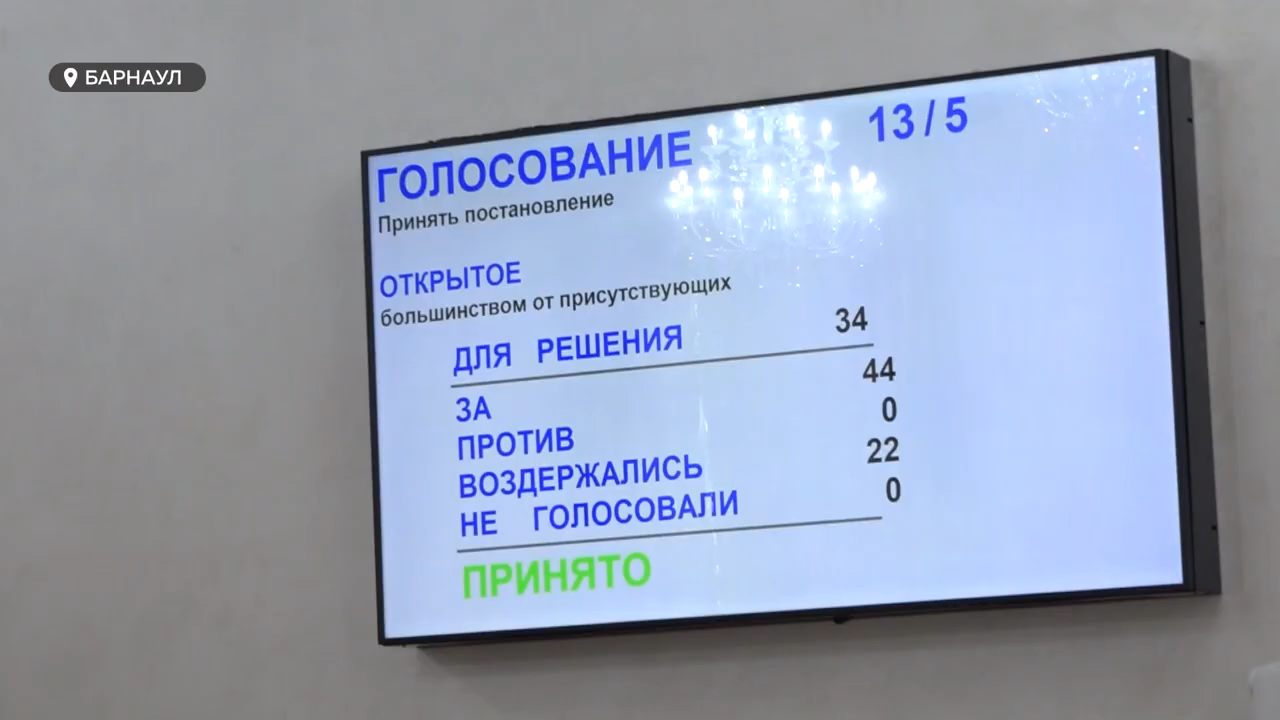 БАРНАУЛ
ГОЛОСОВАНИЕ 13/5
Принять постановление
ОТКРЫТОЕ
большинством от присутствующих
ДЛЯ РЕШЕНИЯ 34
ЗА 44
ПРОТИВ 0
ВОЗДЕРЖАЛИСЬ 22
НЕ ГОЛОСОВАЛИ 0
ПРИНЯТО